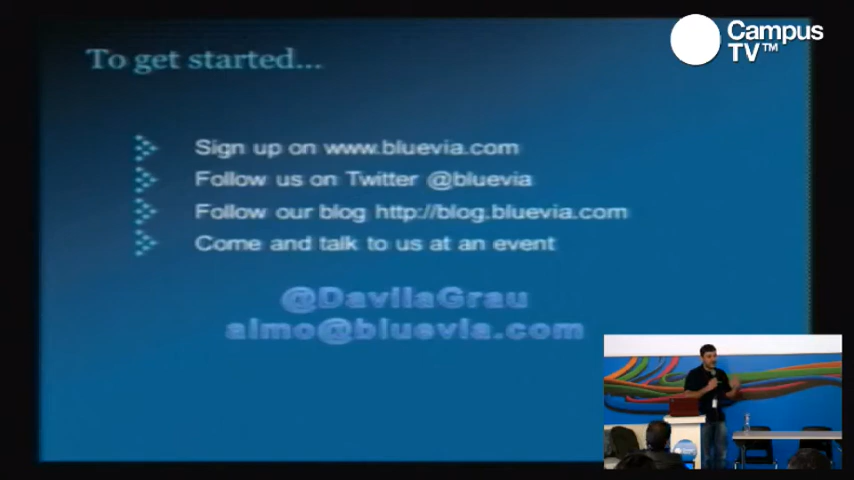 To get started...
Campus
TV™
Sign up on www.bluevia.com
Follow us on Twitter @bluevia
Follow our blog http://blog.bluevia.com
Come and talk to us at an event
@DavilaGrau
aimo@bluevia.com